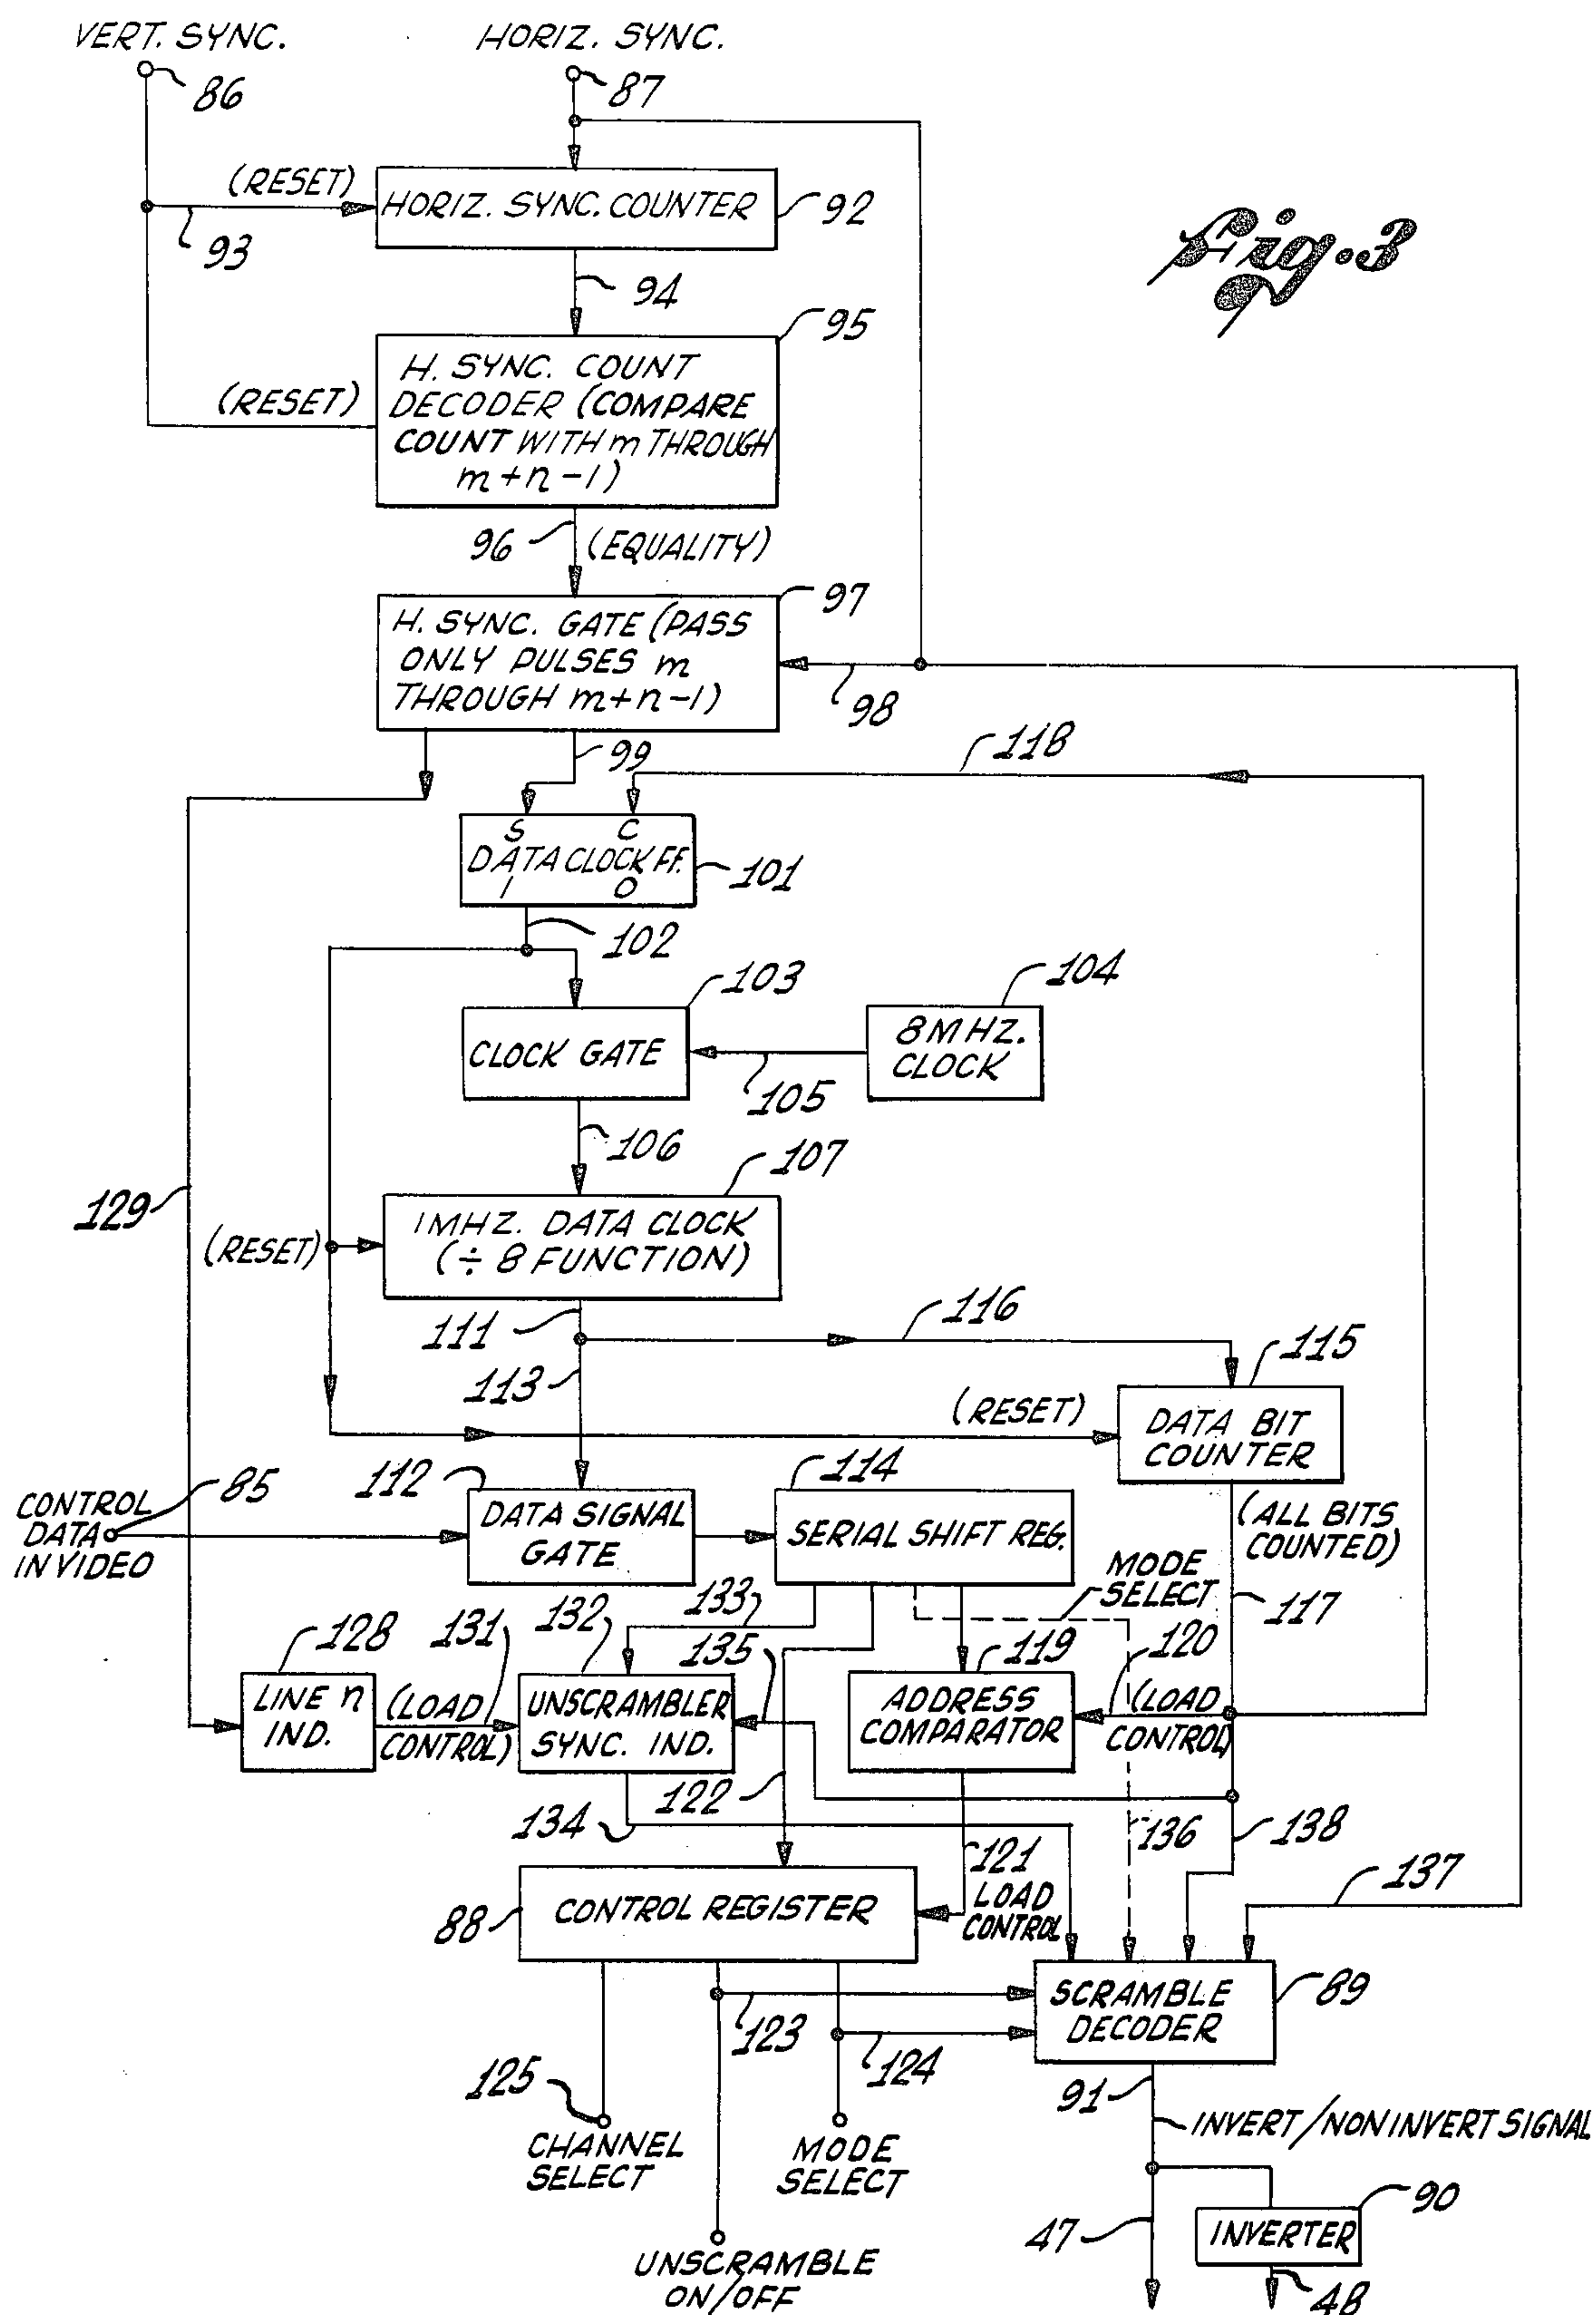 VERT. SYNC.
HORIZ. SYNC.
86
87
(RESET)
HORIZ. SYNC. COUNTER
92
93
Fig. 3
94
95
H. SYNC. COUNT
DECODER (COMPARE
COUNT WITH m THROUGH
m+n-1)
(RESET)
96
(EQUALITY)
97
H. SYNC. GATE (PASS
ONLY PULSES m
THROUGH m+n-1)
98
99
118
S C
DATA CLOCK FF.
1 0
101
102
103
104
CLOCK GATE
8 MHZ.
CLOCK
105
106
107
129
(RESET)
1 MHZ. DATA CLOCK
(÷ 8 FUNCTION)
111
116
115
113
(RESET)
DATA BIT
COUNTER
112
114
85
CONTROL
DATA
IN VIDEO
DATA SIGNAL
GATE
SERIAL SHIFT REG.
(ALL BITS
COUNTED)
MODE
SELECT
117
133
132
131
128
135
119
120
LINE n
IND.
(LOAD
CONTROL)
UNSCRAMBLER
SYNC. IND.
ADDRESS
COMPARATOR
(LOAD
CONTROL)
122
134
136
138
121
137
88
CONTROL REGISTER
LOAD
CONTROL
SCRAMBLE
DECODER
89
123
124
125
91
CHANNEL
SELECT
MODE
SELECT
INVERT/NON INVERT SIGNAL
90
47
INVERTER
UNSCRAMBLE
ON/OFF
48